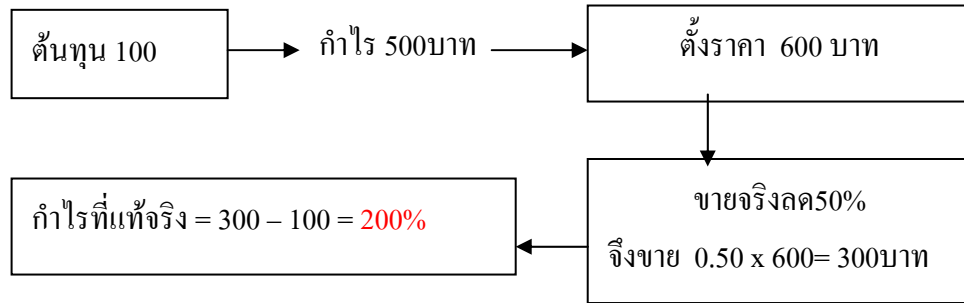 ต้นทุน 100
กำไร 500บาท
ตั้งราคา 600 บาท
ขายจริงลด50%
จึงขาย 0.50 x 600= 300บาท
กำไรที่แท้จริง = 300 – 100 = 200%